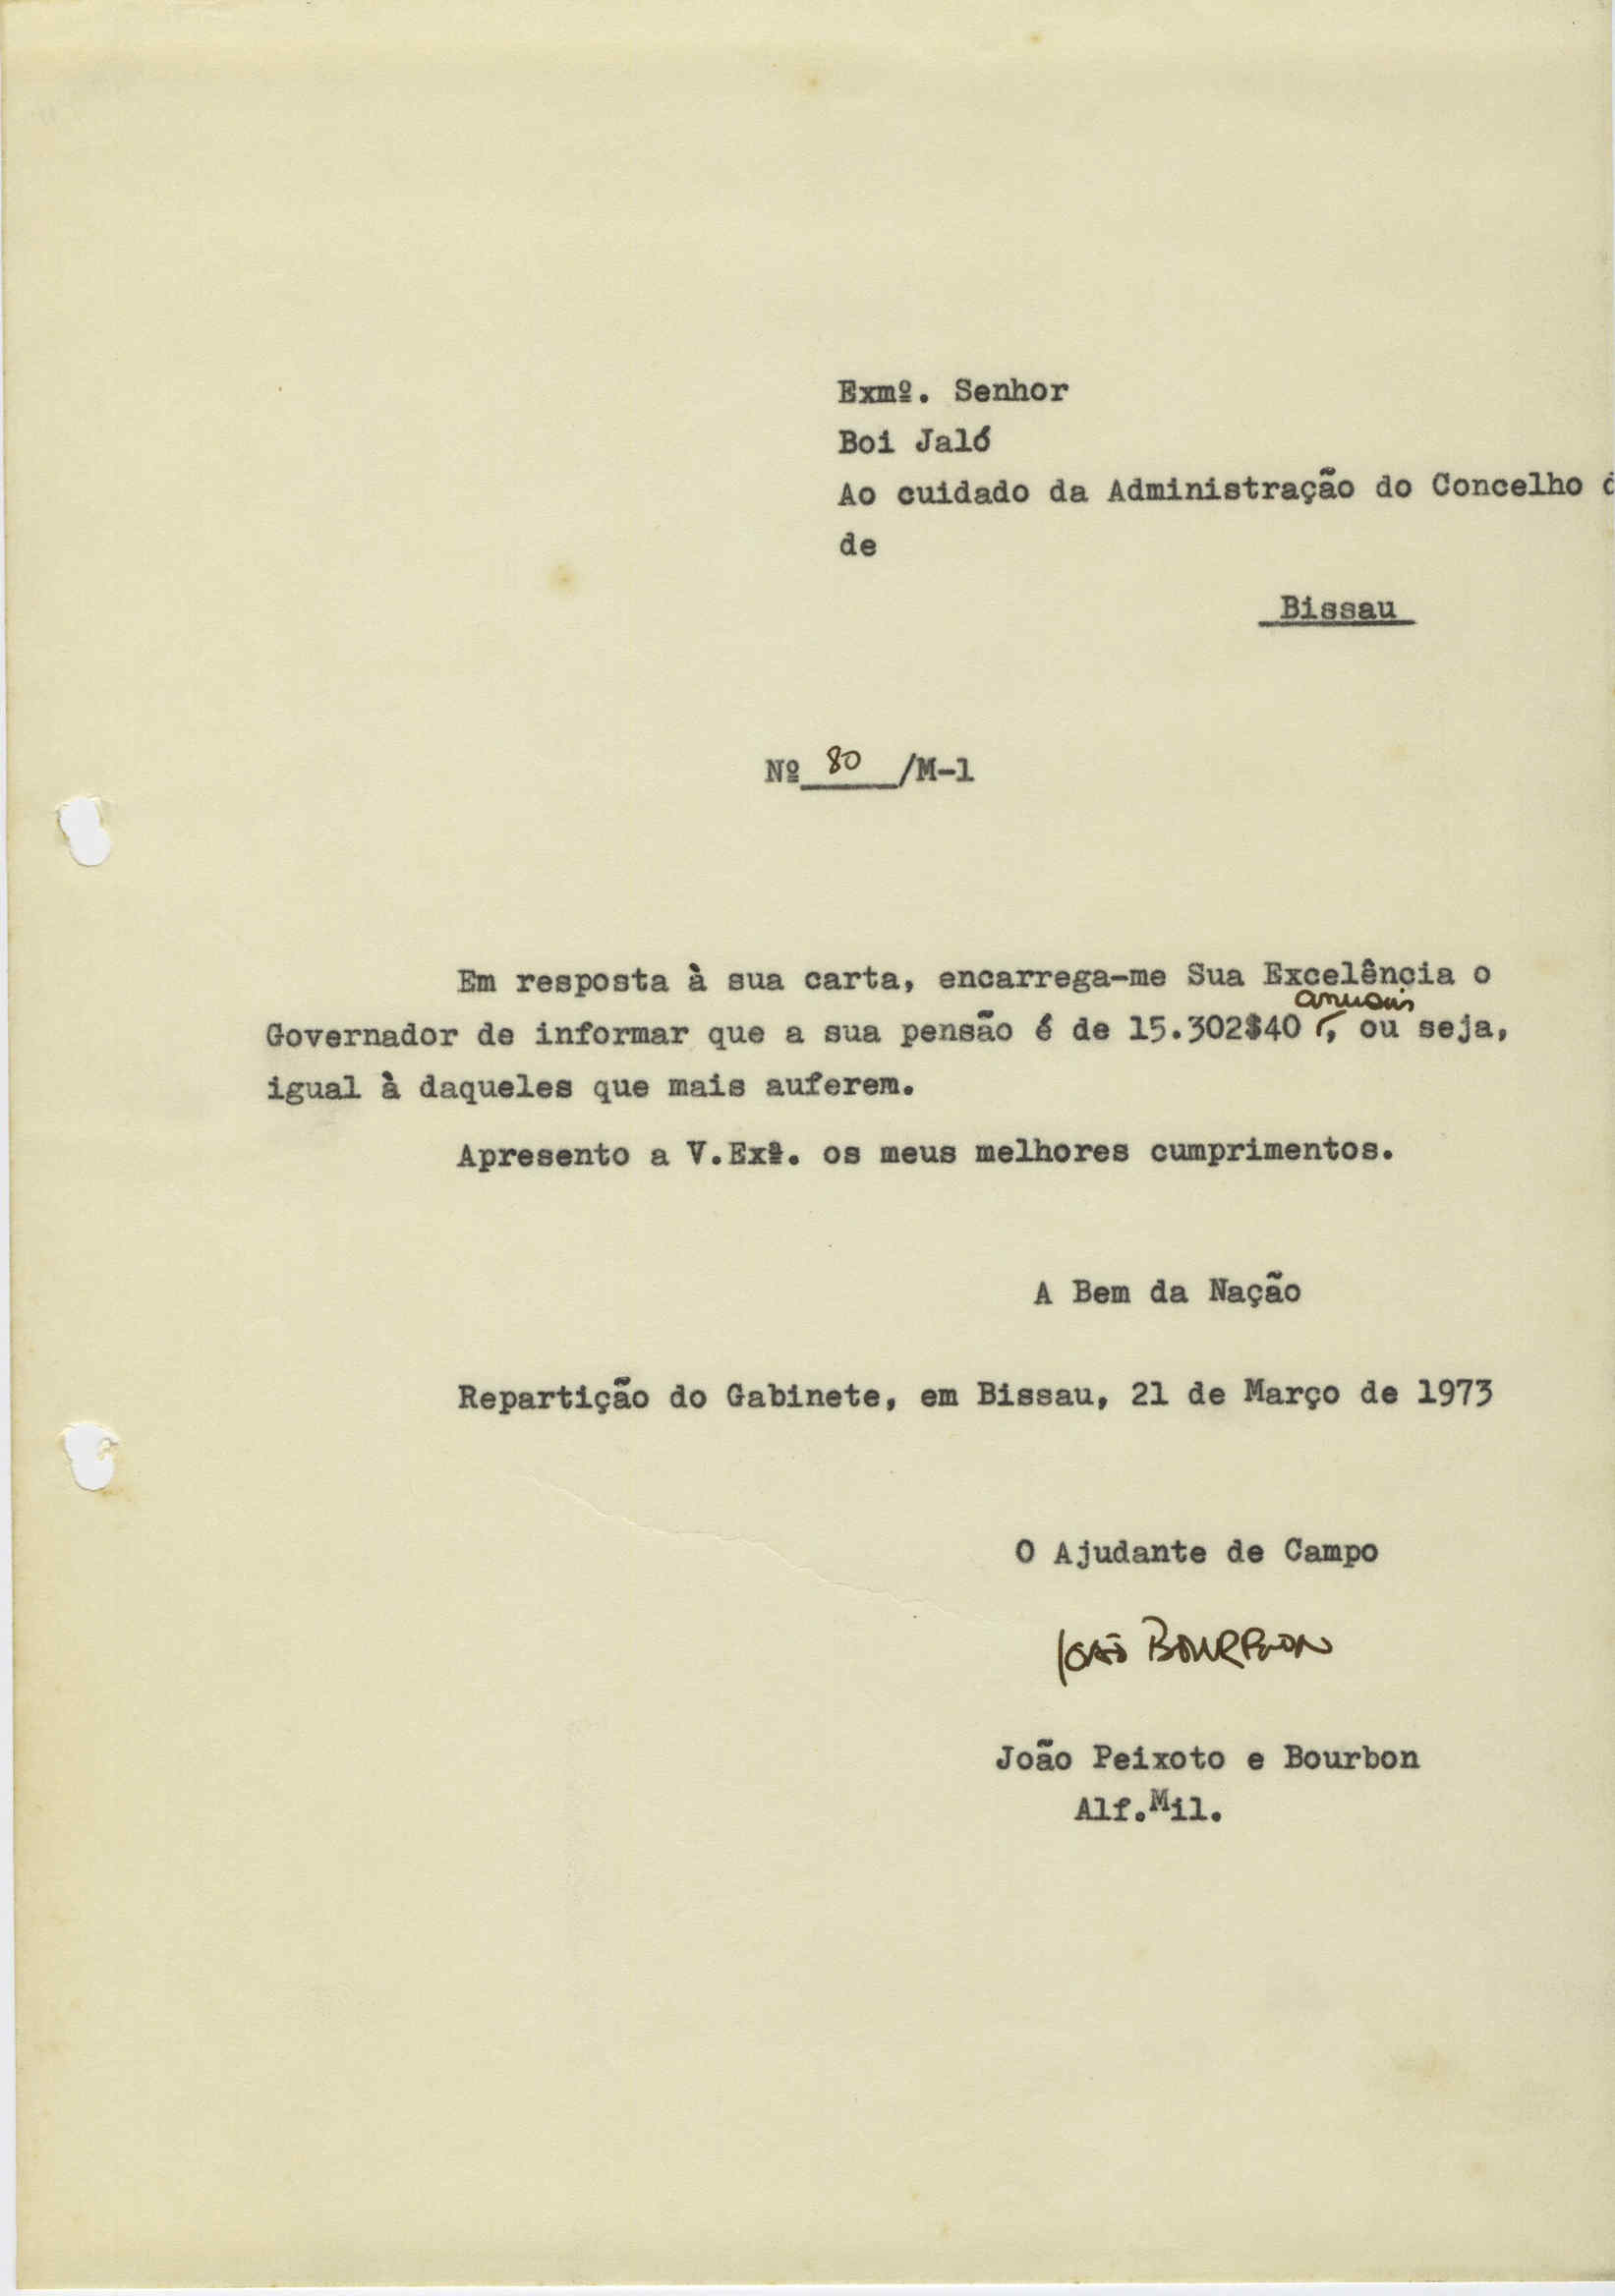 Exmº. Senhor
Boi Jaló
Ao cuidado da Administração do Concelho
de
Bissau
Nº 80 /M-1
Em resposta à sua carta, encarrega-me Sua Excelência o
anuais
Governador de informar que a sua pensão é de 15.302$40 , ou seja,
igual à daqueles que mais auferem.
Apresento a V.Exª. os meus melhores cumprimentos.
A Bem da Nação
Repartição do Gabinete, em Bissau, 21 de Março de 1973
O Ajudante de Campo
JOÃO BOURBON
João Peixoto e Bourbon
Alf.Mil.